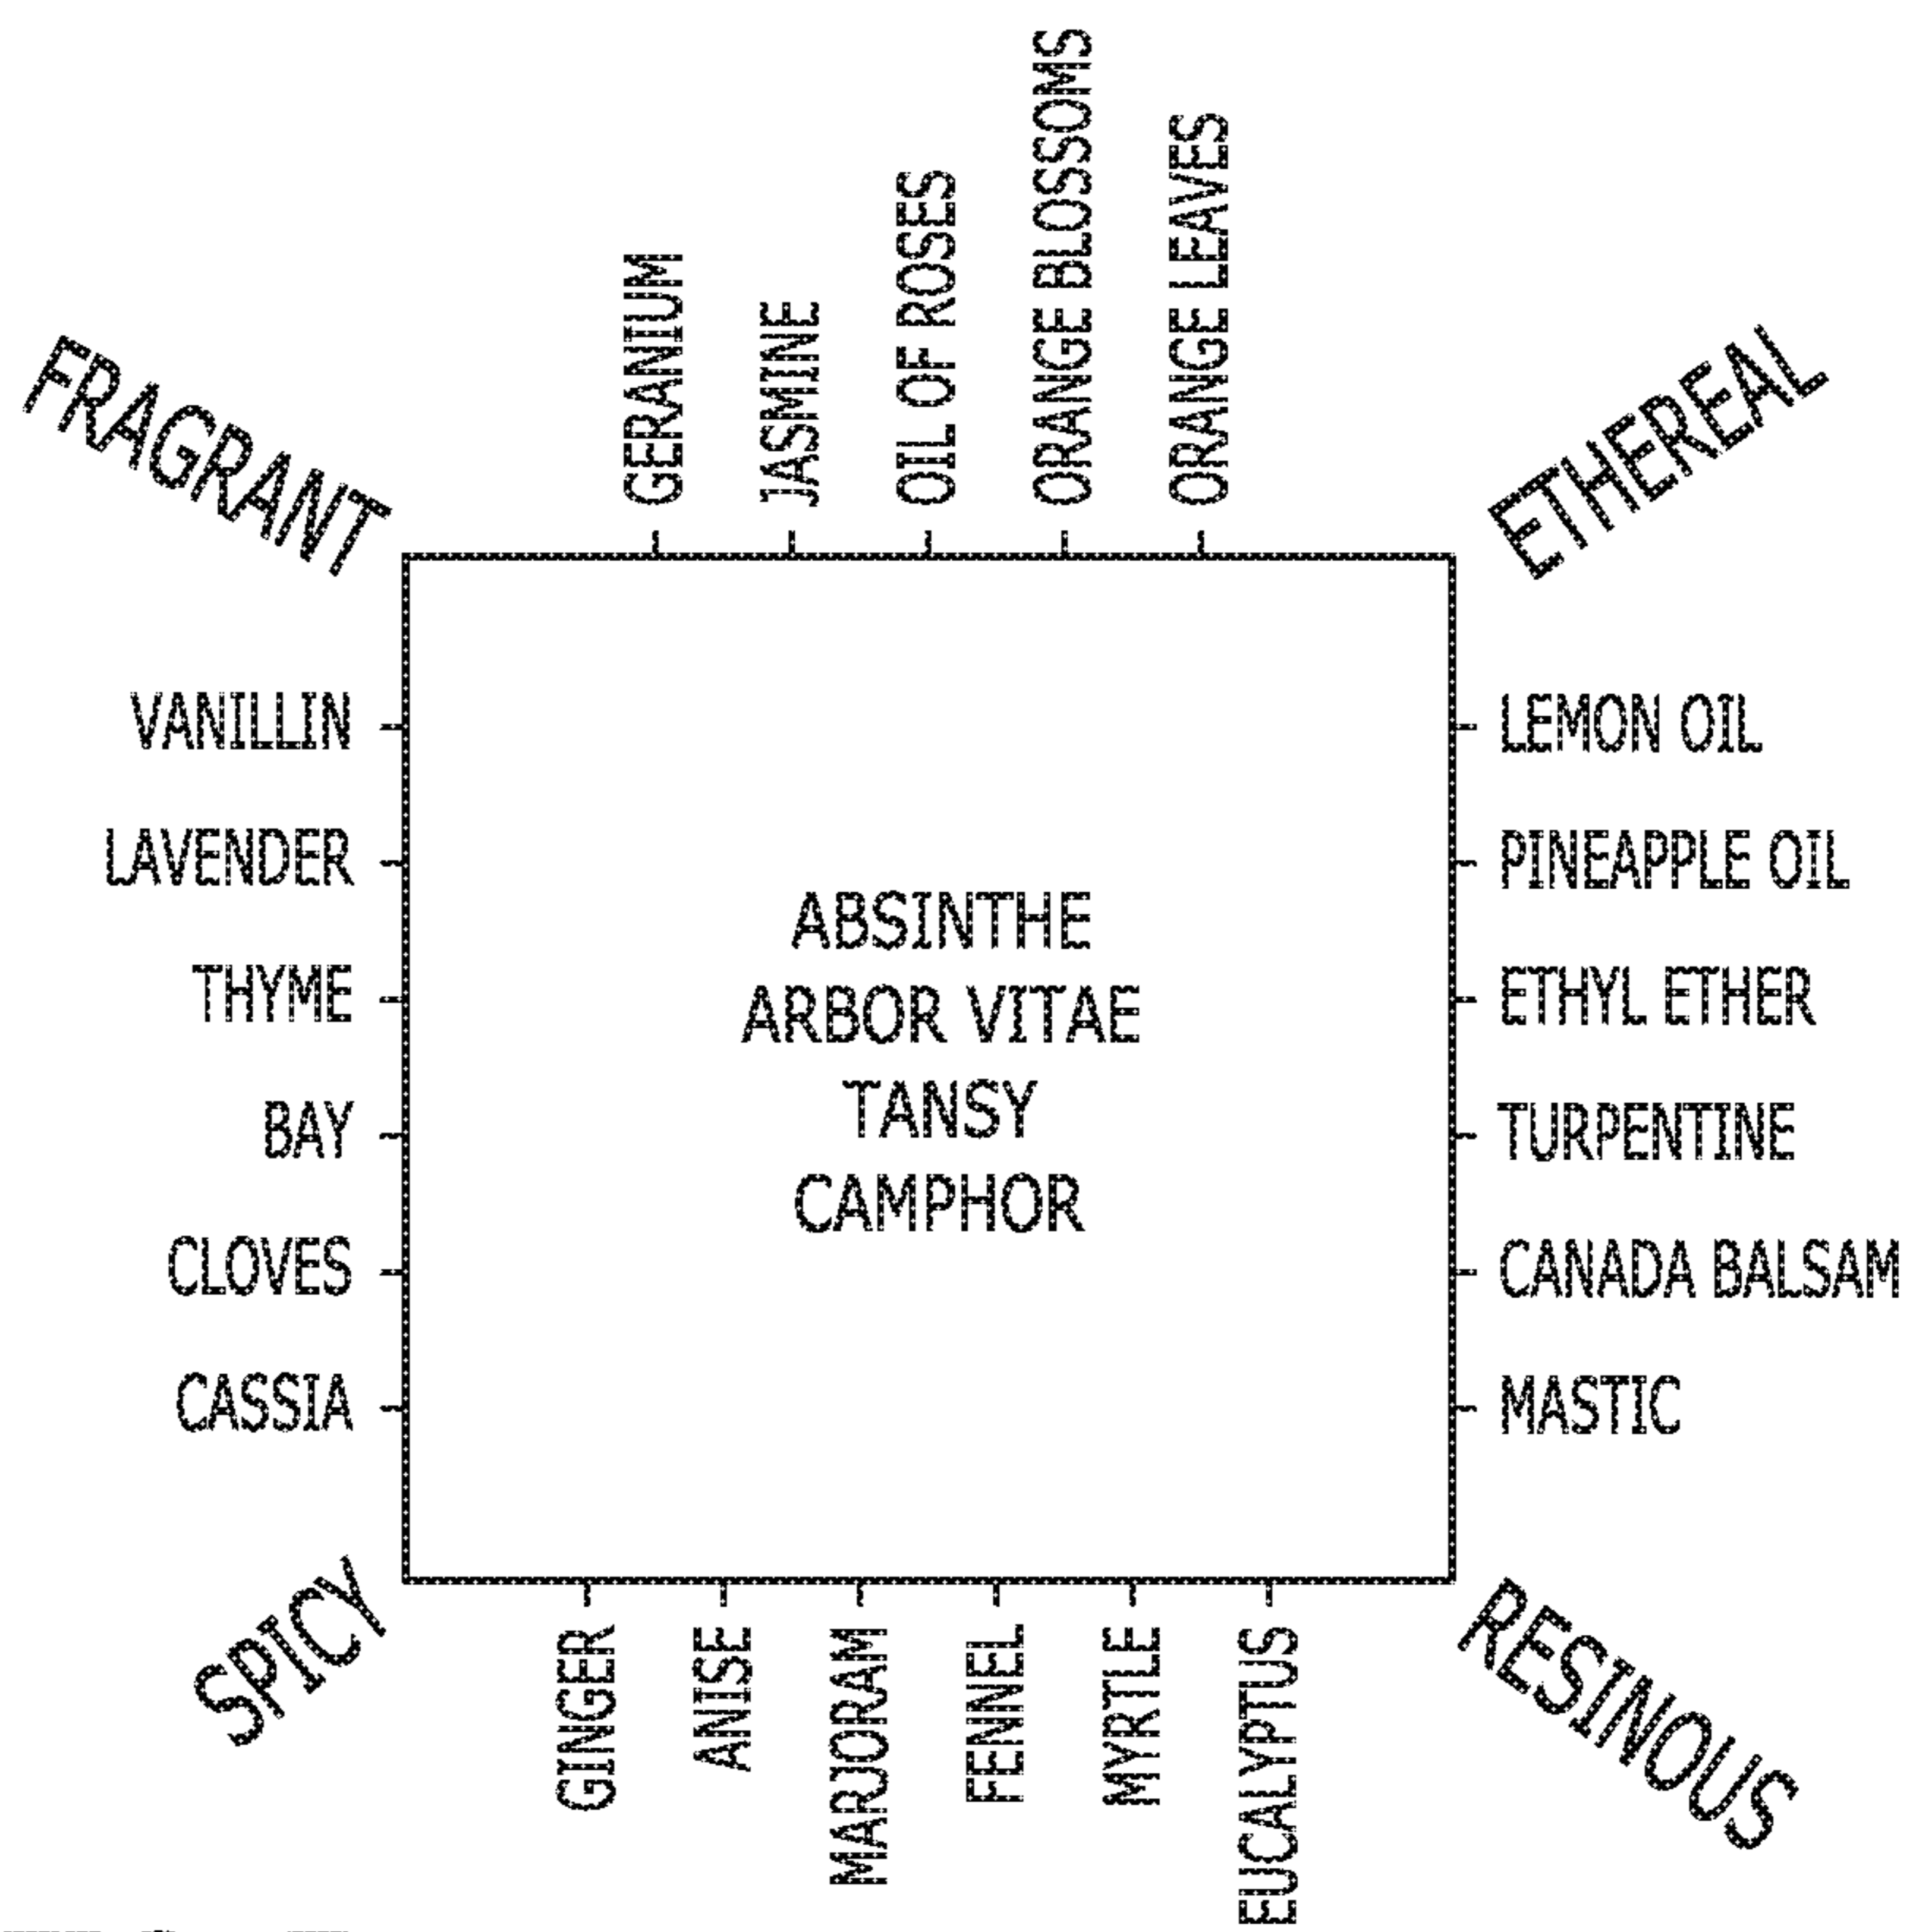 GERANIUM
JASMINE
OIL OF ROSES
ORANGE BLOSSOMS
ORANGE LEAVES
FRAGRANT
ETHEREAL
VANILLIN
LAVENDER
THYME
BAY
CLOVES
CASSIA
ABSINTHE
ARBOR VITAE
TANSY
CAMPHOR
LEMON OIL
PINEAPPLE OIL
ETHYL ETHER
TURPENTINE
CANADA BALSAM
MASTIC
SPICY
RESINOUS
GINGER
ANISE
MARJORAM
FENNEL
MYRTLE
EUCALYPTUS